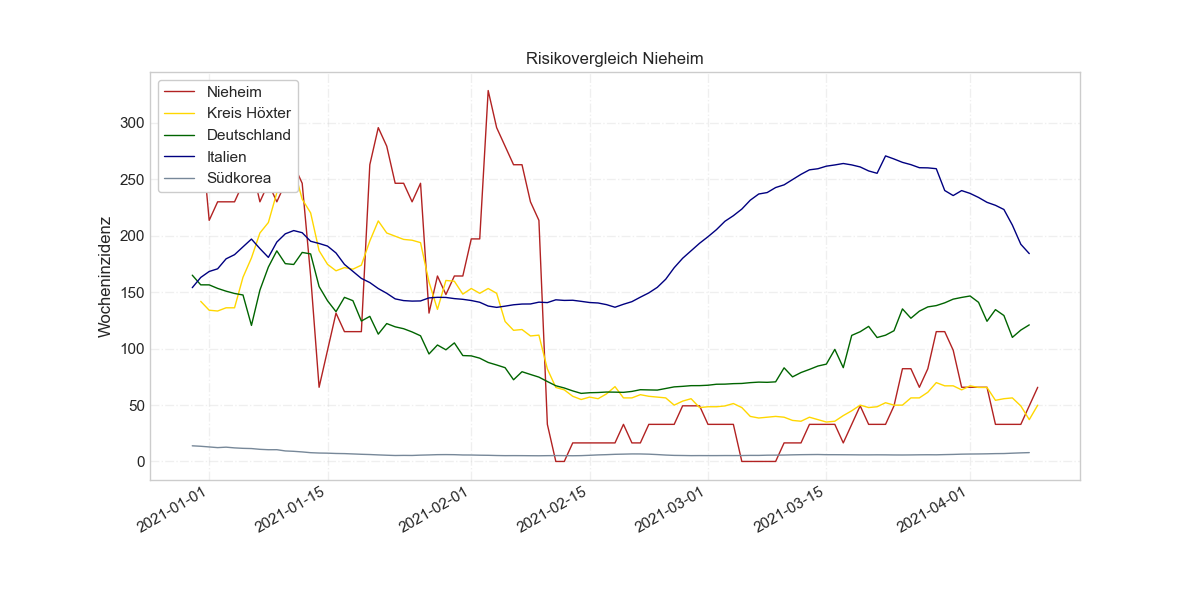 Risikovergleich Nieheim
Nieheim
Kreis Höxter
Deutschland
Italien
Südkorea
Wocheninzidenz
300
250
200
150
100
50
0
2021-01-01
2021-01-15
2021-02-01
2021-02-15
2021-03-01
2021-03-15
2021-04-01